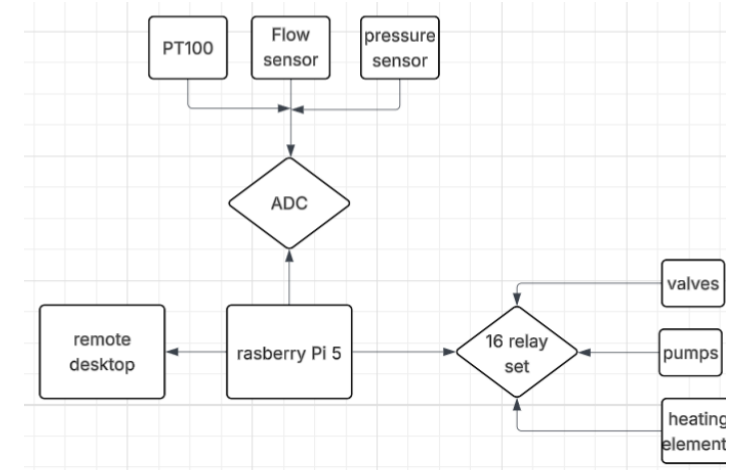 PT100
Flow
sensor
pressure
sensor
ADC
remote
desktop
rasberry Pi 5
16 relay
set
valves
pumps
heating
element